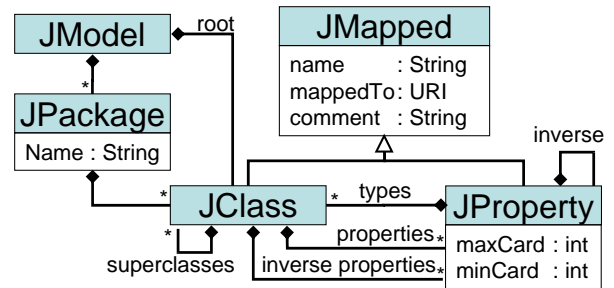 JModel
root
*
JPackage
Name : String
*
JMapped
name : String
mappedTo : URI
comment : String
inverse
JClass
* types
JProperty
maxCard : int
minCard : int
*
superclasses
properties *
inverse properties *